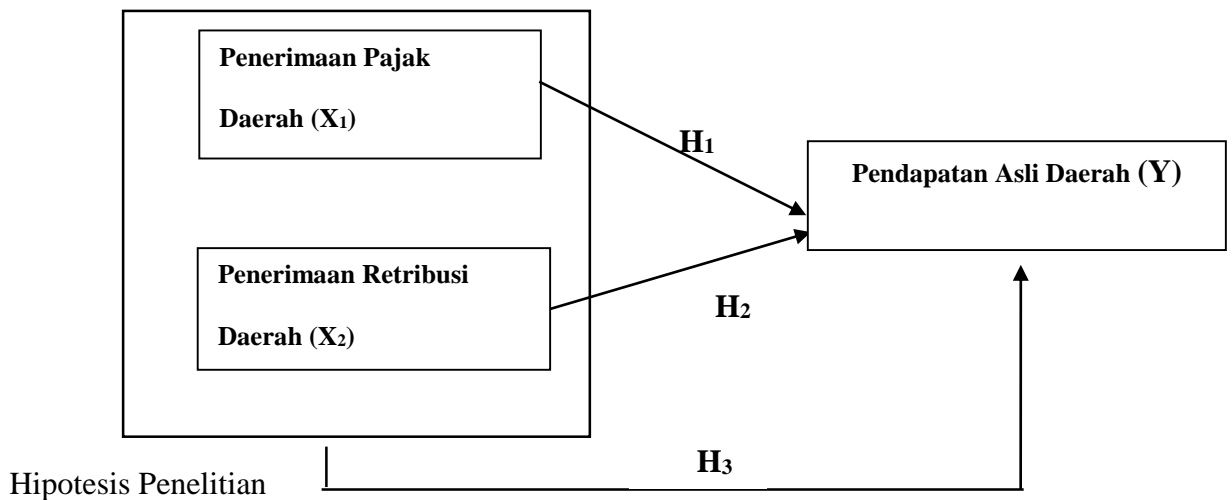 Penerimaan Pajak
Daerah (X1)
H1
Pendapatan Asli Daerah (Y)
Penerimaan Retribusi
Daerah (X2)
H2
H3
Hipotesis Penelitian